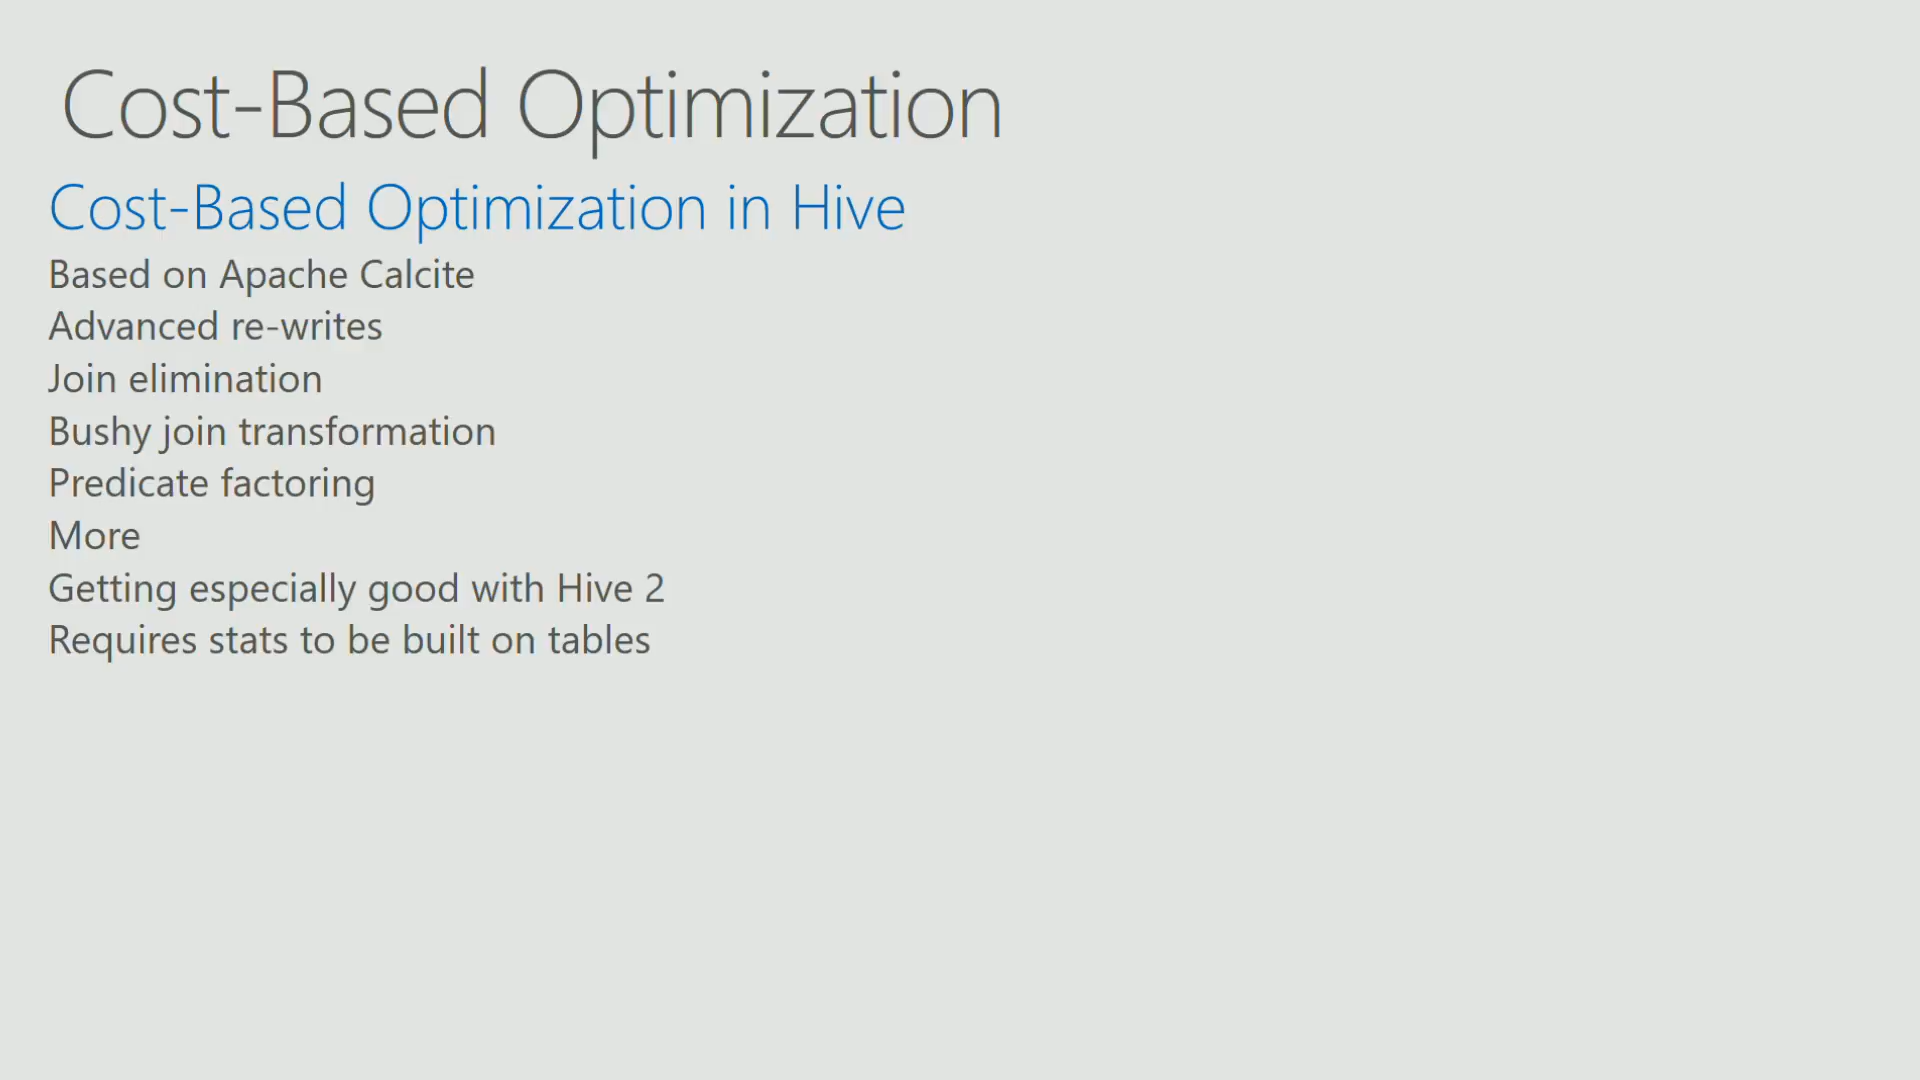 Cost-Based Optimization
Cost-Based Optimization in Hive
Based on Apache Calcite
Advanced re-writes
Join elimination
Bushy join transformation
Predicate factoring
More
Getting especially good with Hive 2
Requires stats to be built on tables